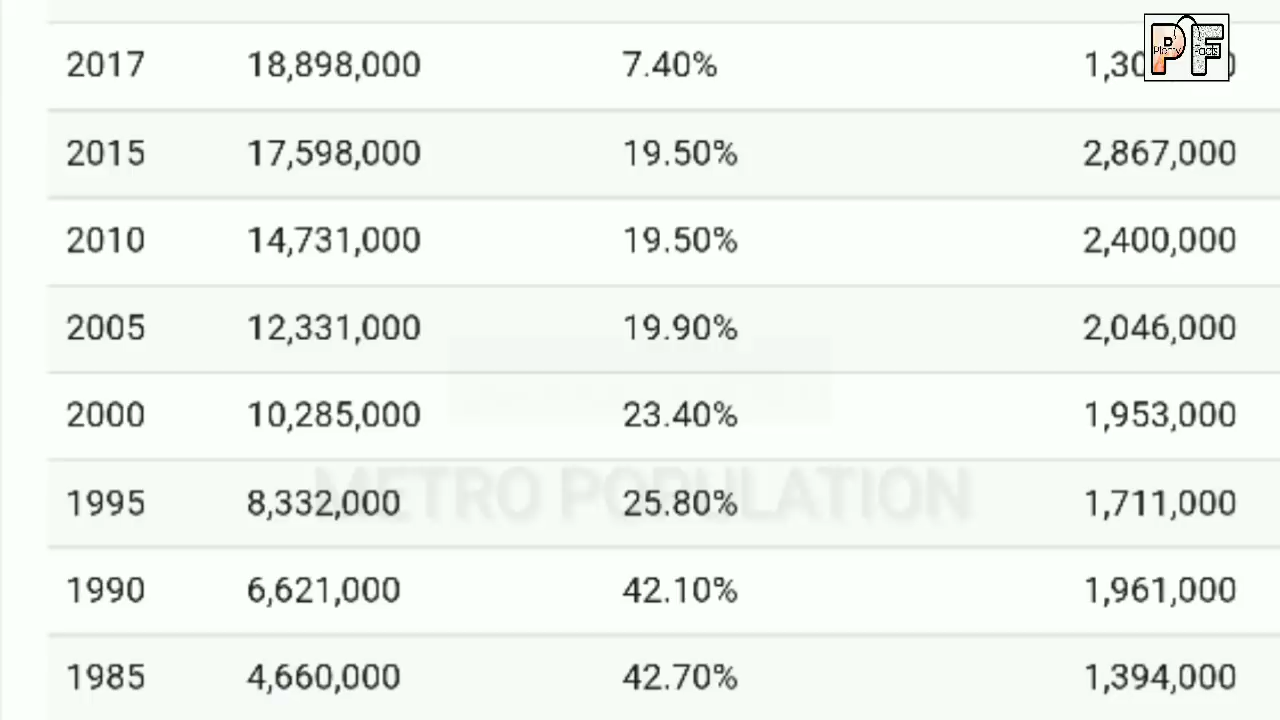 2017 18,898,000 7.40%
PF
2015 17,598,000 19.50% 2,867,000
2010 14,731,000 19.50% 2,400,000
2005 12,331,000 19.90% 2,046,000
2000 10,285,000 23.40% 1,953,000
METRO POPULATION
1995 8,332,000 25.80% 1,711,000
1990 6,621,000 42.10% 1,961,000
1985 4,660,000 42.70% 1,394,000